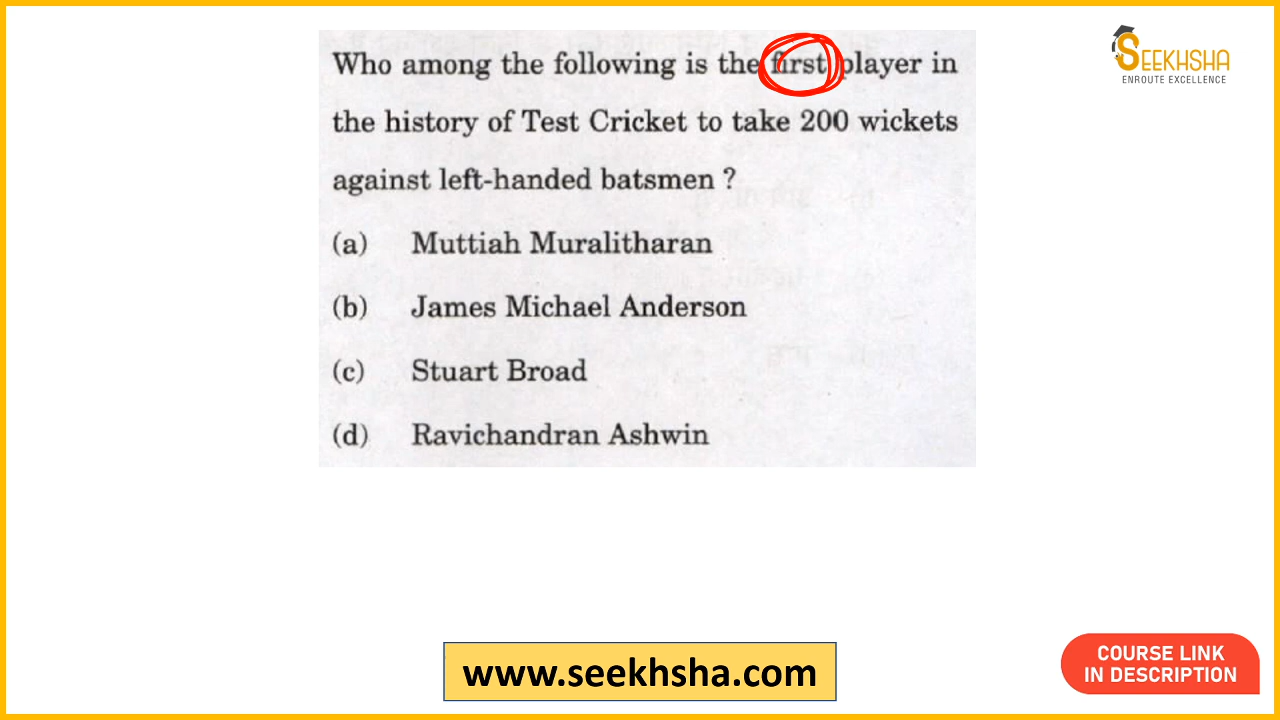 SEEKHSHA
ENROUTE EXCELLENCE
Who among the following is the first player in
the history of Test Cricket to take 200 wickets
against left-handed batsmen ?
(a) Muttiah Muralitharan
(b) James Michael Anderson
(c) Stuart Broad
(d) Ravichandran Ashwin
www.seekhsha.com
COURSE LINK
IN DESCRIPTION